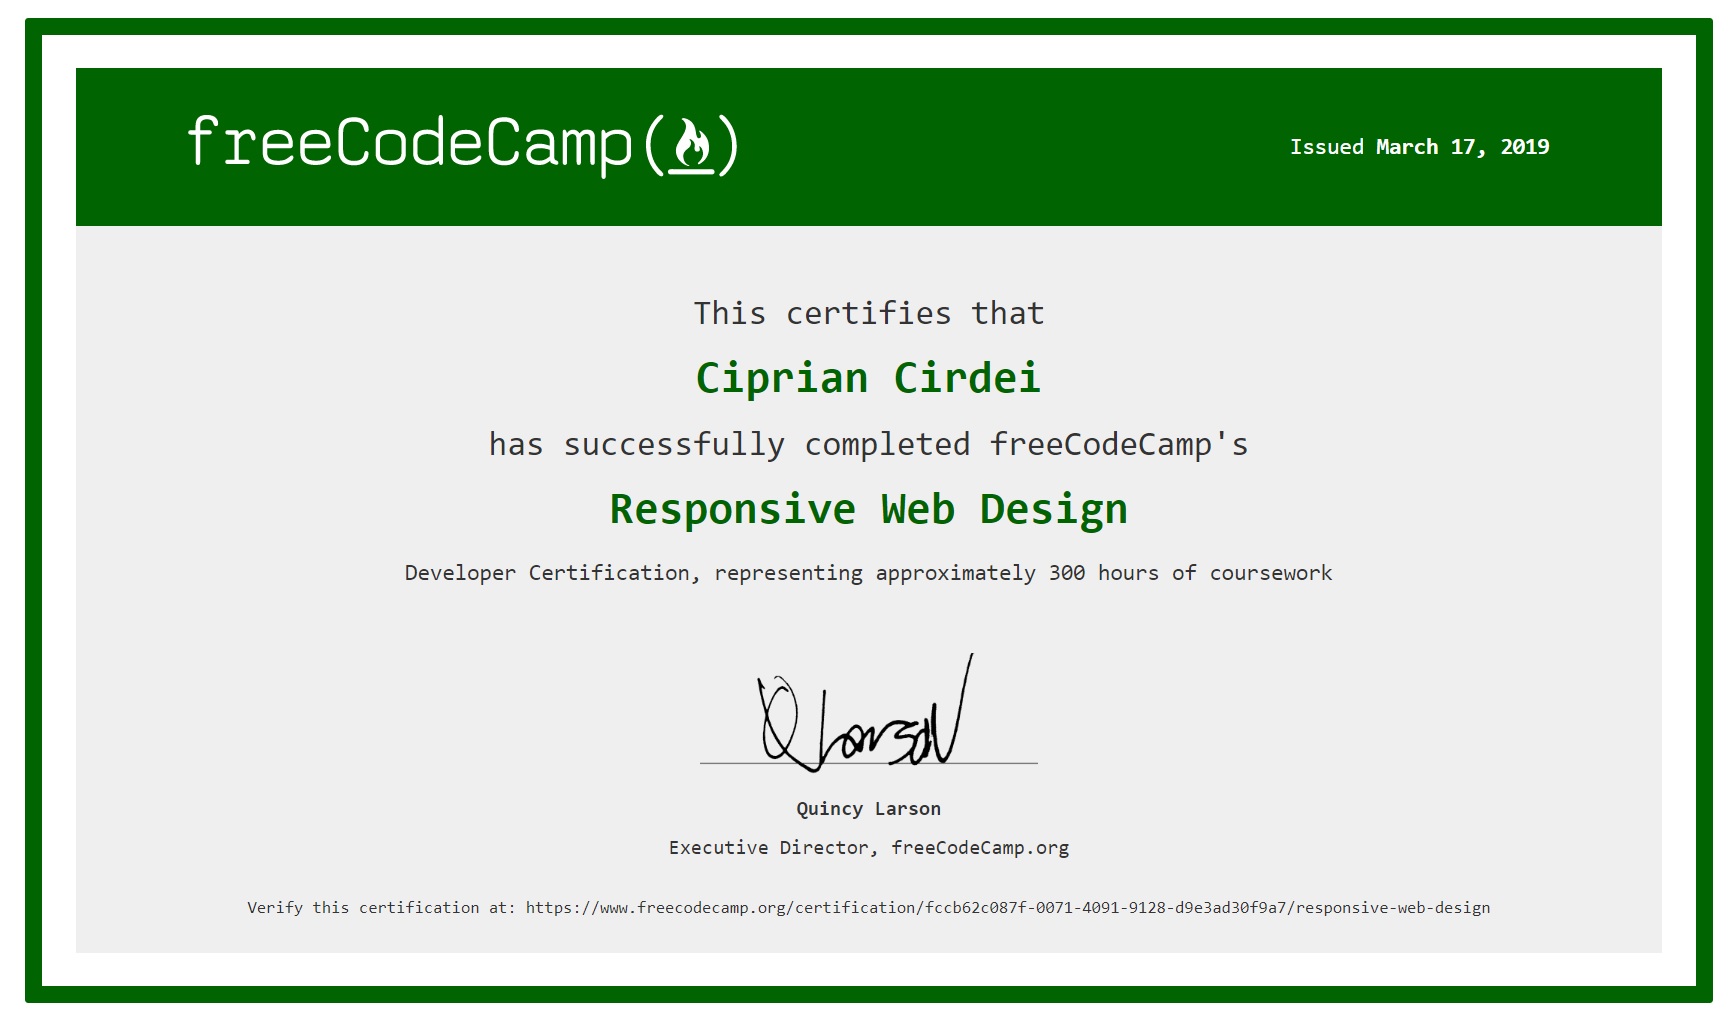 freeCodeCamp
Issued March 17, 2019
This certifies that
Ciprian Cirdei
has successfully completed freeCodeCamp's
Responsive Web Design
Developer Certification, representing approximately 300 hours of coursework
Q Larson
Quincy Larson
Executive Director, freeCodeCamp.org
Verify this certification at: https://www.freecodecamp.org/certification/fccb62c087f-0071-4091-9128-d9e3ad30f9a7/responsive-web-design